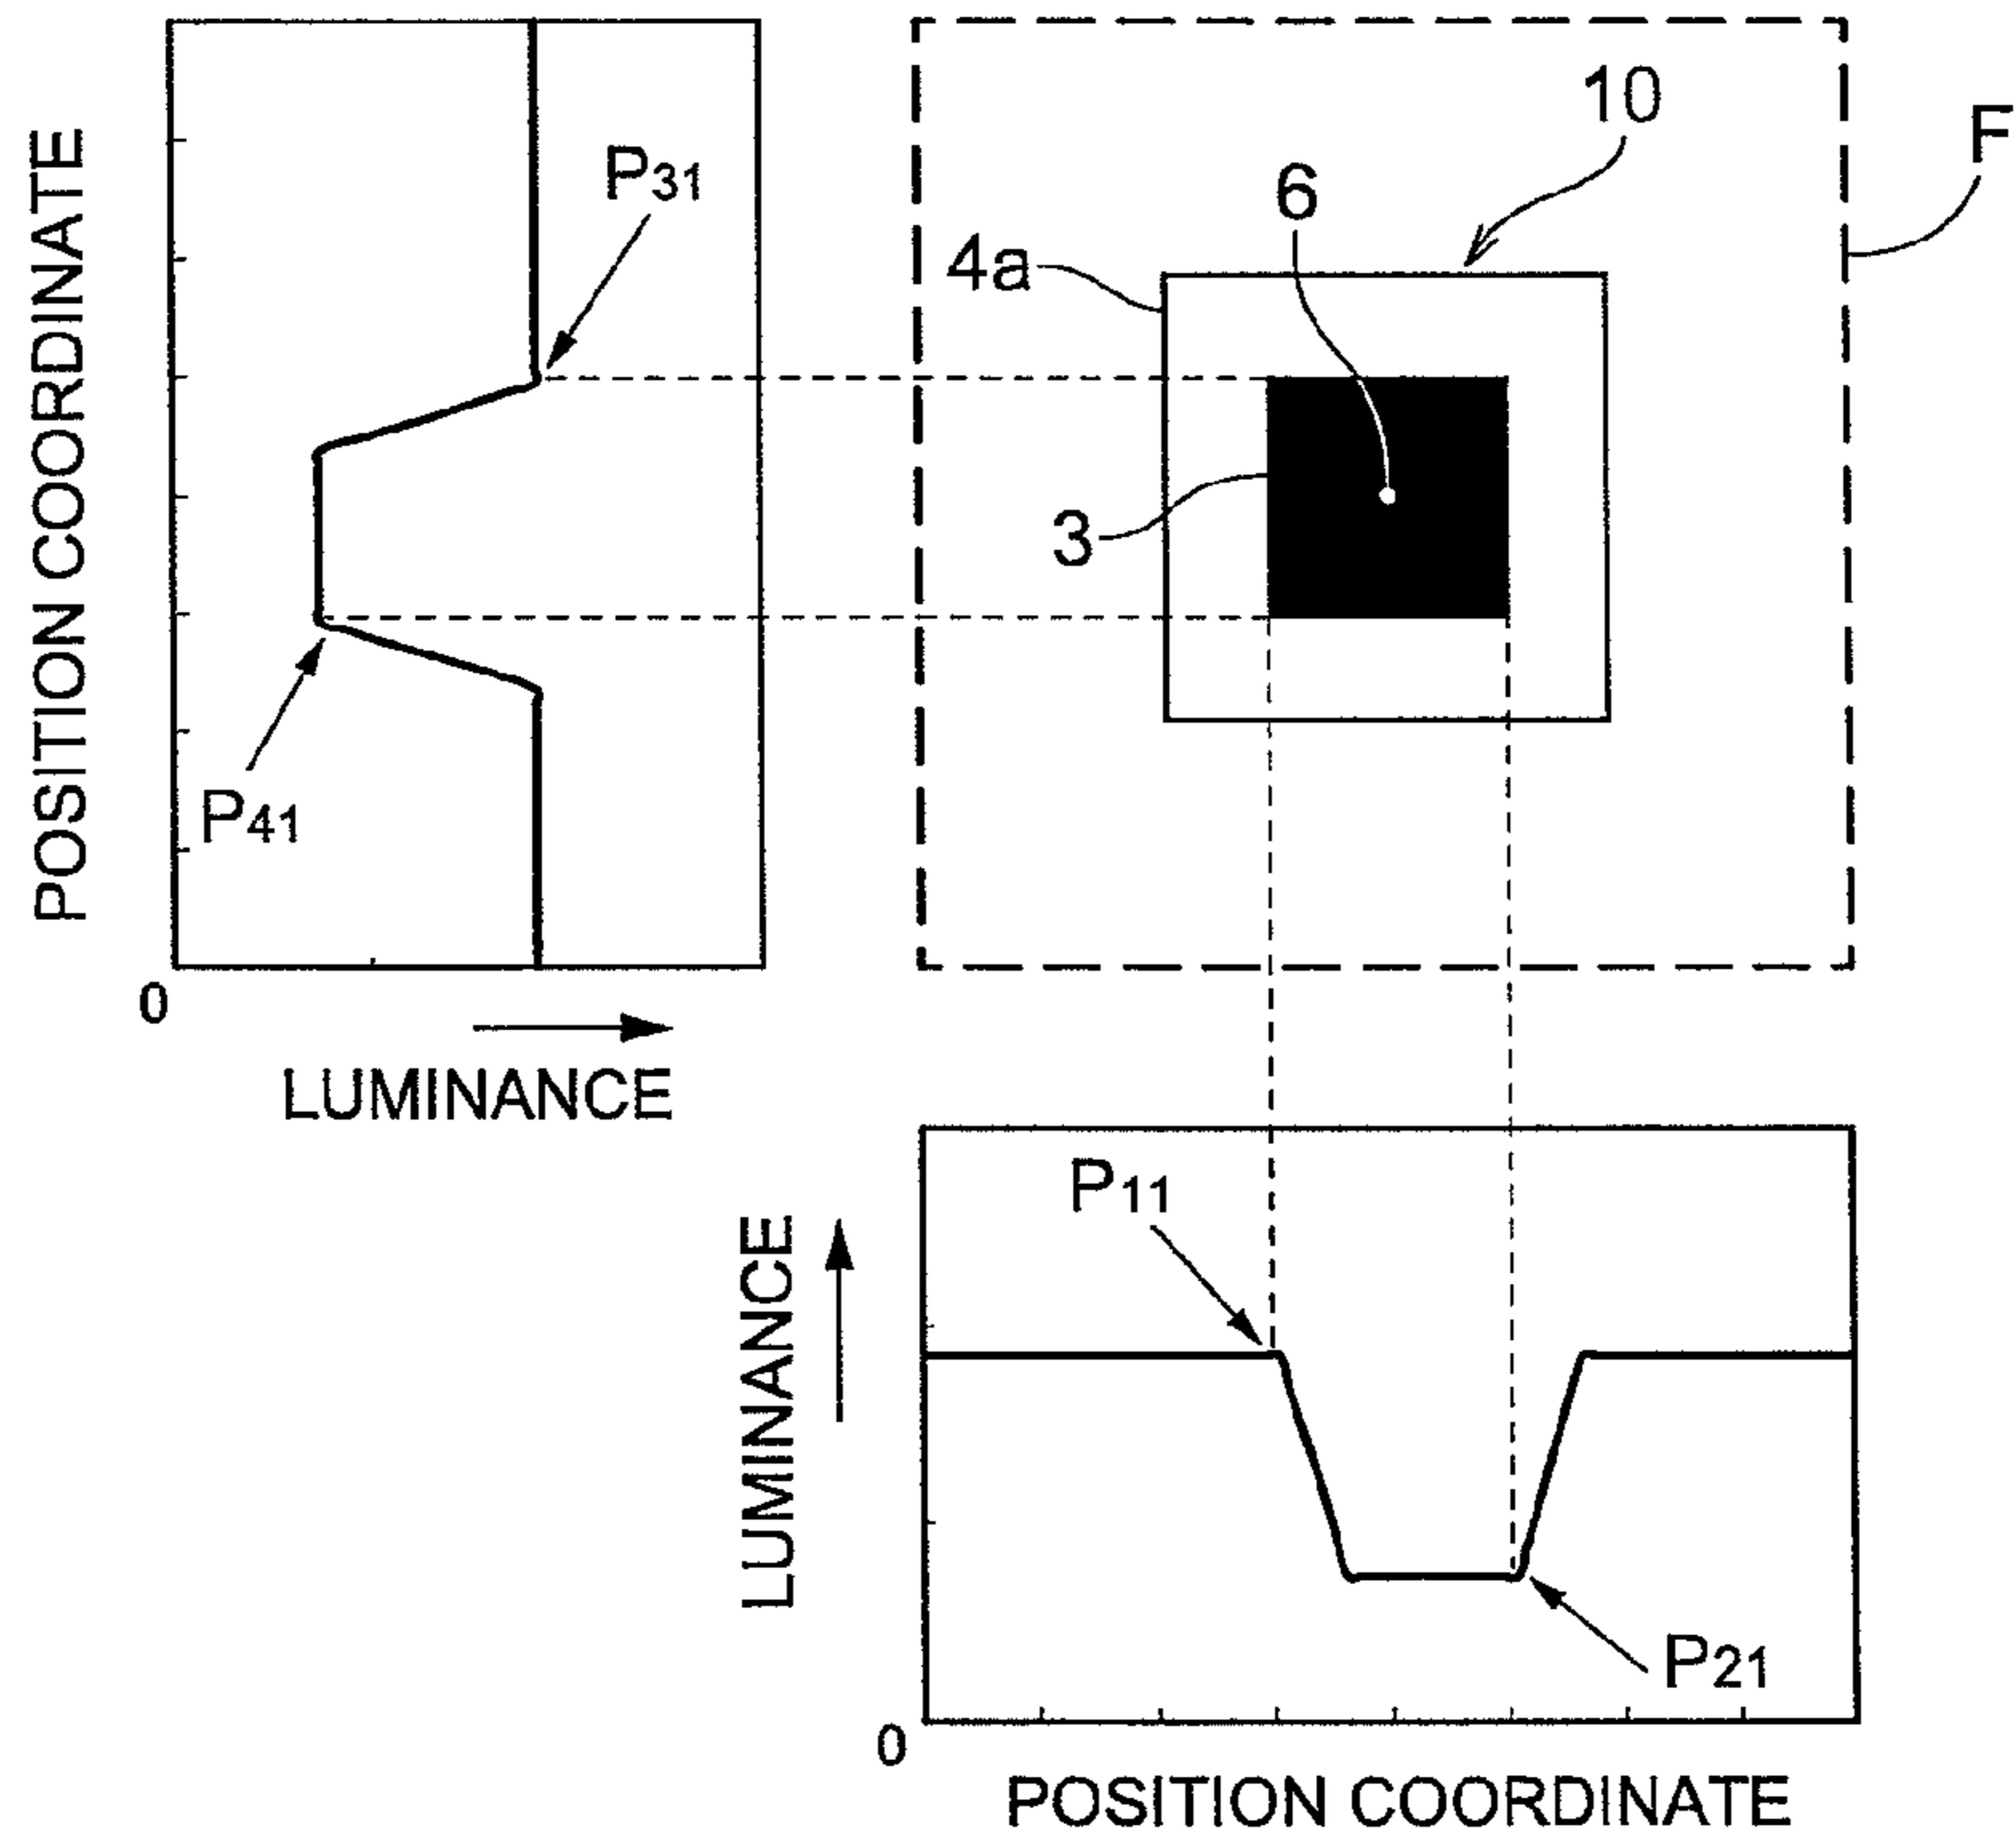 10
F
P31
6
4a
POSITION COORDINATE
3
P41
0
LUMINANCE
P11
LUMINANCE
P21
0
POSITION COORDINATE